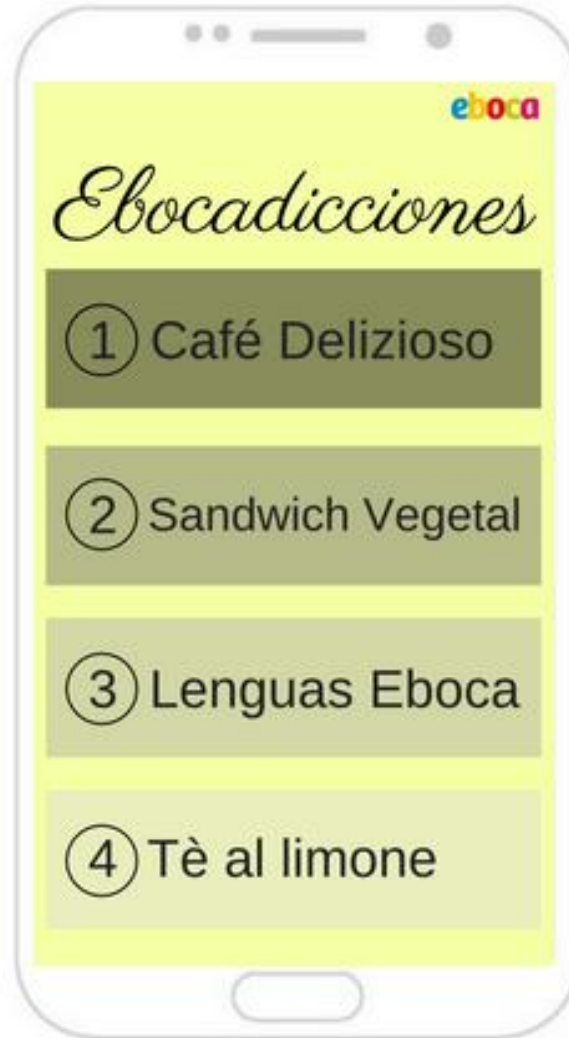 eboca
Ebocadicciones
1 Café Delizioso
2 Sandwich Vegetal
3 Lenguas Eboca
4 Tè al limone